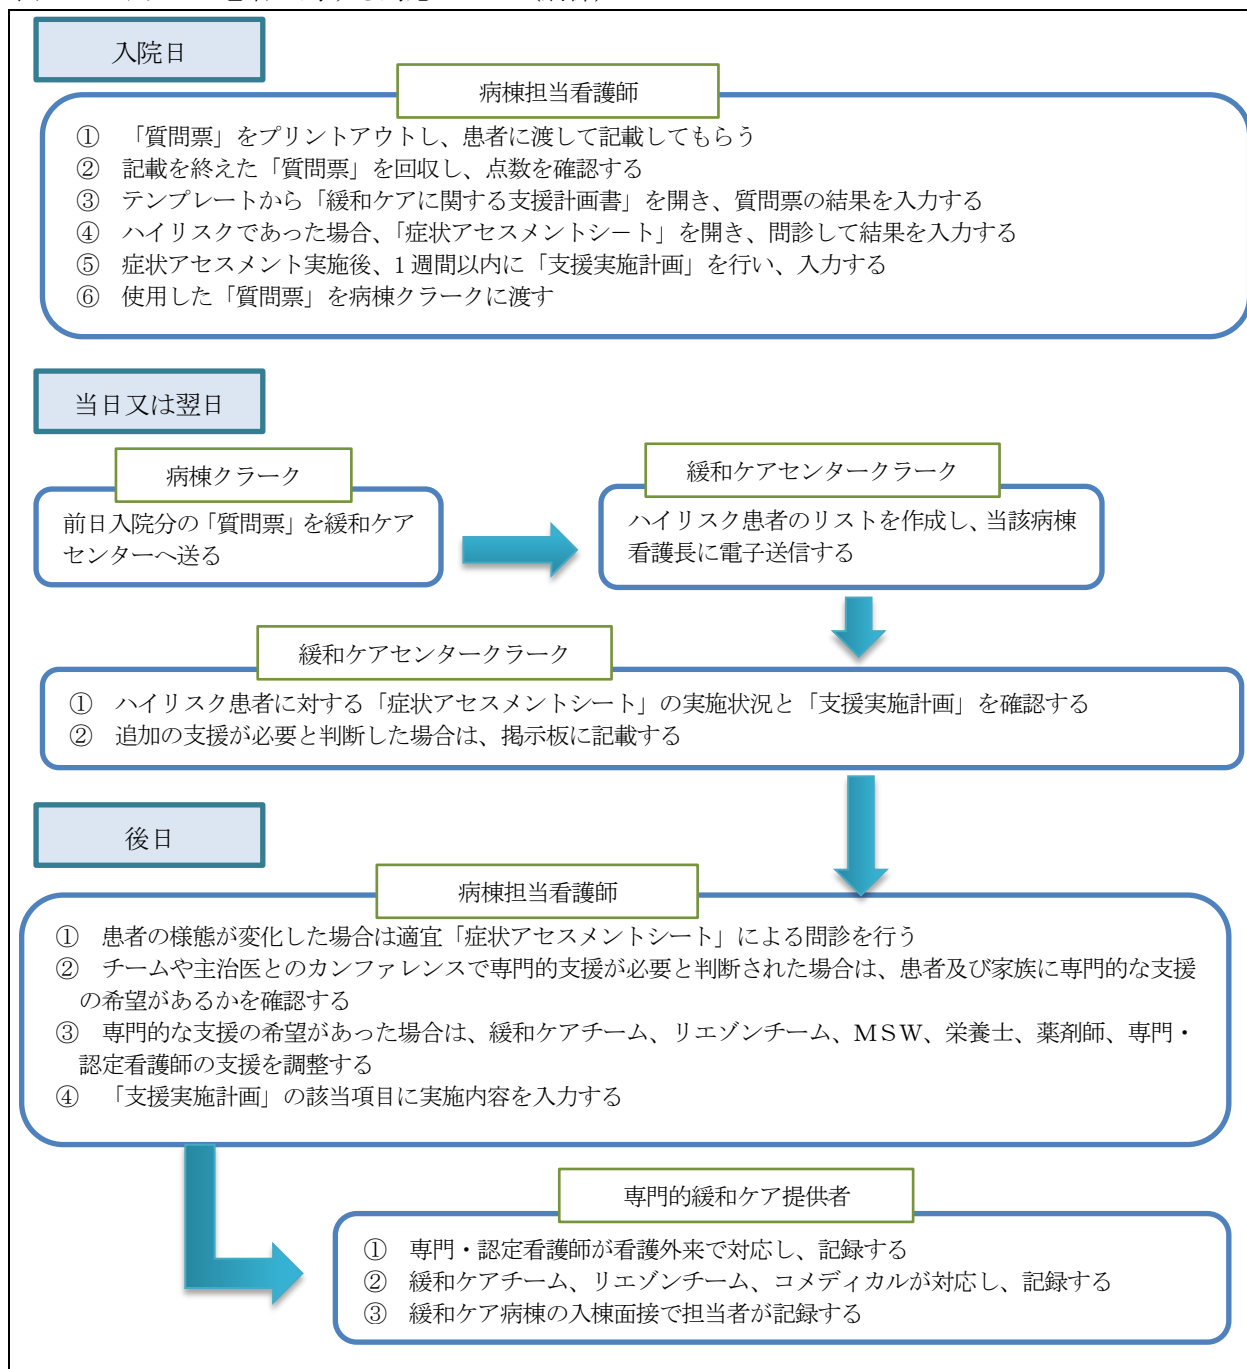 入院日
病棟担当看護師
① 「質問票」をプリントアウトし、患者に渡して記載してもらう
② 記載を終えた「質問票」を回収し、点数を確認する
③ テンプレートから「緩和ケアに関する支援計画書」を開き、質問票の結果を入力する
④ ハイリスクであった場合、「症状アセスメントシート」を開き、問診して結果を入力する
⑤ 症状アセスメント実施後、1週間以内に「支援実施計画」を行い、入力する
⑥ 使用した「質問票」を病棟クラークに渡す
当日又は翌日
病棟クラーク
前日入院分の「質問票」を緩和ケア
センターへ送る
緩和ケアセンタークラーク
ハイリスク患者のリストを作成し、当該病棟
看護長に電子送信する
緩和ケアセンタークラーク
① ハイリスク患者に対する「症状アセスメントシート」の実施状況と「支援実施計画」を確認する
② 追加の支援が必要と判断した場合は、掲示板に記載する
後日
病棟担当看護師
① 患者の様態が変化した場合は適宜「症状アセスメントシート」による問診を行う
② チームや主治医とのカンファレンスで専門的支援が必要と判断された場合は、患者及び家族に専門的な支援
の希望があるかを確認する
③ 専門的な支援の希望があった場合は、緩和ケアチーム、リエゾンチーム、MSW、栄養士、薬剤師、専門・
認定看護師の支援を調整する
④ 「支援実施計画」の該当項目に実施内容を入力する
専門的緩和ケア提供者
① 専門・認定看護師が看護外来で対応し、記録する
② 緩和ケアチーム、リエゾンチーム、コメディカルが対応し、記録する
③ 緩和ケア病棟の入棟面接で担当者が記録する